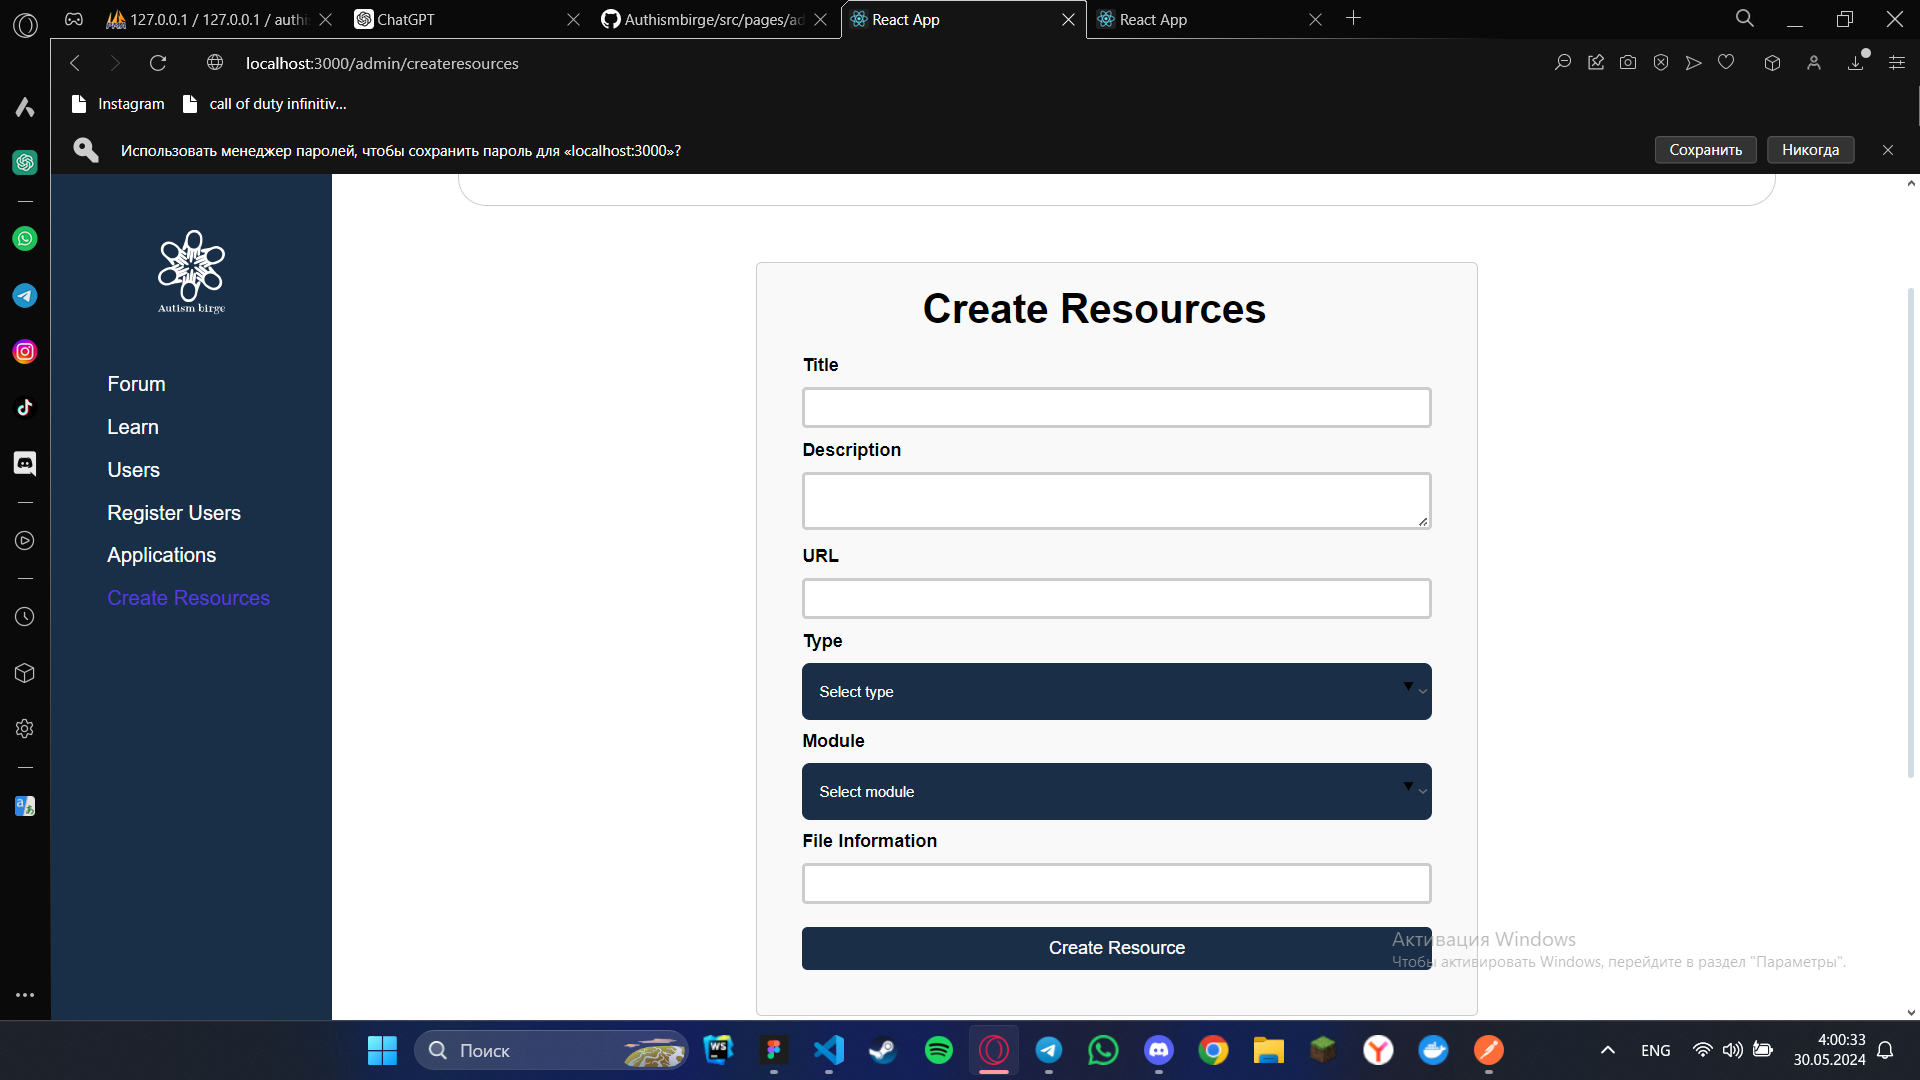 127.0.0.1 / 127.0.0.1 / authis
ChatGPT
Authismbirge/src/pages/ad
React App
React App
localhost:3000/admin/createresources
Instagram
call of duty infinitiv...
Использовать менеджер паролей, чтобы сохранить пароль для «localhost:3000»?
Сохранить
Никогда
Autism birge
Forum
Learn
Users
Register Users
Applications
Create Resources
Create Resources
Title
Description
URL
Type
Select type
Module
Select module
File Information
Create Resource
Активация Windows
Чтобы активировать Windows, перейдите в раздел "Параметры".
Поиск
ENG
4:00:33
30.05.2024